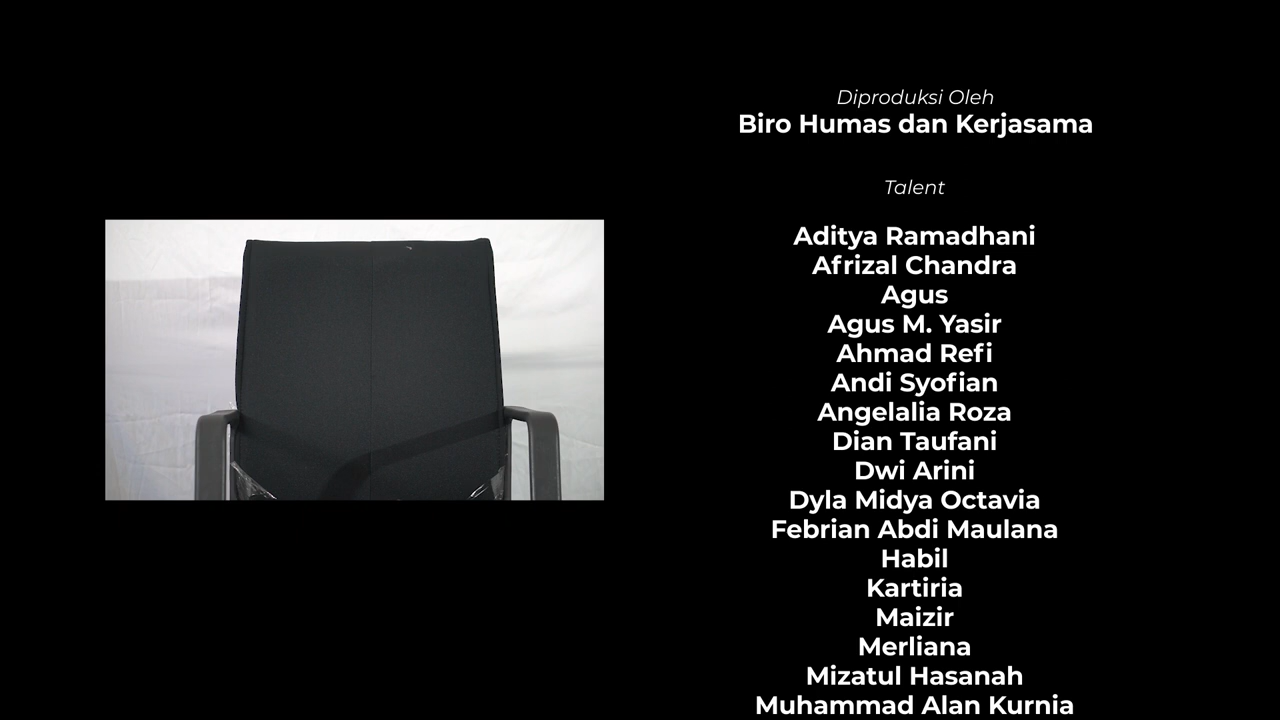 Diproduksi Oleh
Biro Humas dan Kerjasama
Talent
Aditya Ramadhani
Afrizal Chandra
Agus
Agus M. Yasir
Ahmad Refi
Andi Syofian
Angelalia Roza
Dian Taufani
Dwi Arini
Dyla Midya Octavia
Febrian Abdi Maulana
Habil
Kartiria
Maizir
Merliana
Mizatul Hasanah
Muhammad Alan Kurnia